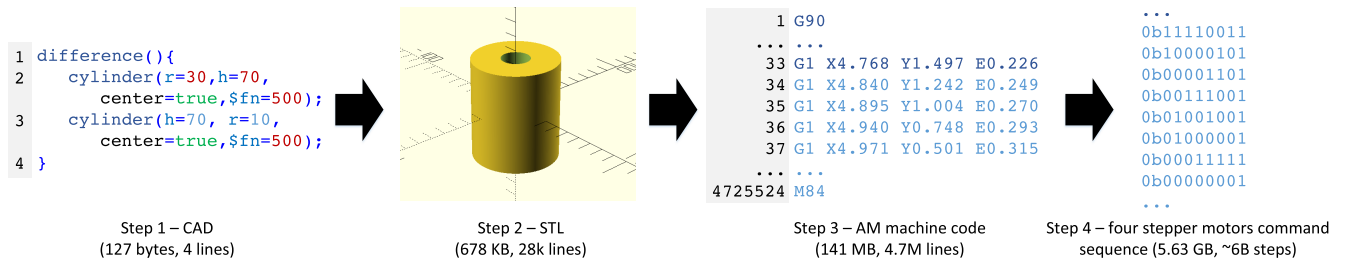 1 difference(){
2 cylinder(r=30,h=70,
center=true,$fn=500);
3 cylinder(h=70, r=10,
center=true,$fn=500);
4 }
Step 1 – CAD
(127 bytes, 4 lines)
Step 2 – STL
(678 KB, 28k lines)
1 G90
... ...
33 G1 X4.768 Y1.497 E0.226
34 G1 X4.840 Y1.242 E0.249
35 G1 X4.895 Y1.004 E0.270
36 G1 X4.940 Y0.748 E0.293
37 G1 X4.971 Y0.501 E0.315
... ...
4725524 M84
Step 3 – AM machine code
(141 MB, 4.7M lines)
...
0b11110011
0b10000101
0b00001101
0b00111001
0b01001001
0b01000001
0b00011111
0b00000001
...
Step 4 – four stepper motors command
sequence (5.63 GB, ~6B steps)